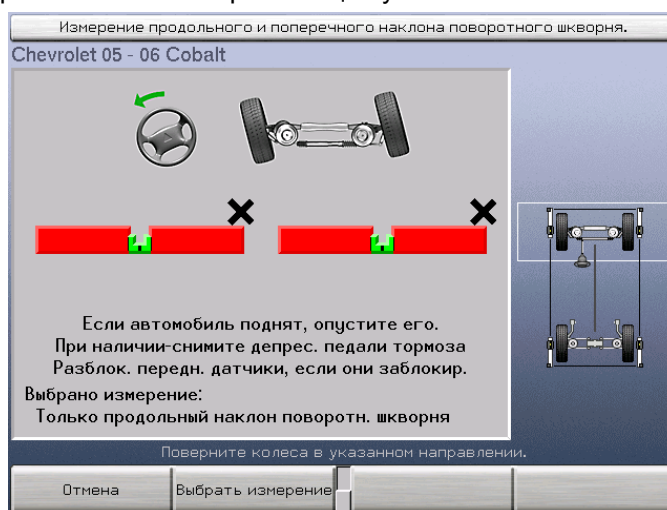 Измерение продольного и поперечного наклона поворотного шкворня.
Chevrolet 05 - 06 Cobalt
Если автомобиль поднят, опустите его.
При наличии-снимите депрес. педали тормоза
Разблок. передн. датчики, если они заблокир.
Выбрано измерение:
Только продольный наклон поворотн. шкворня
Поверните колеса в указанном направлении.
Отмена
Выбрать измерение